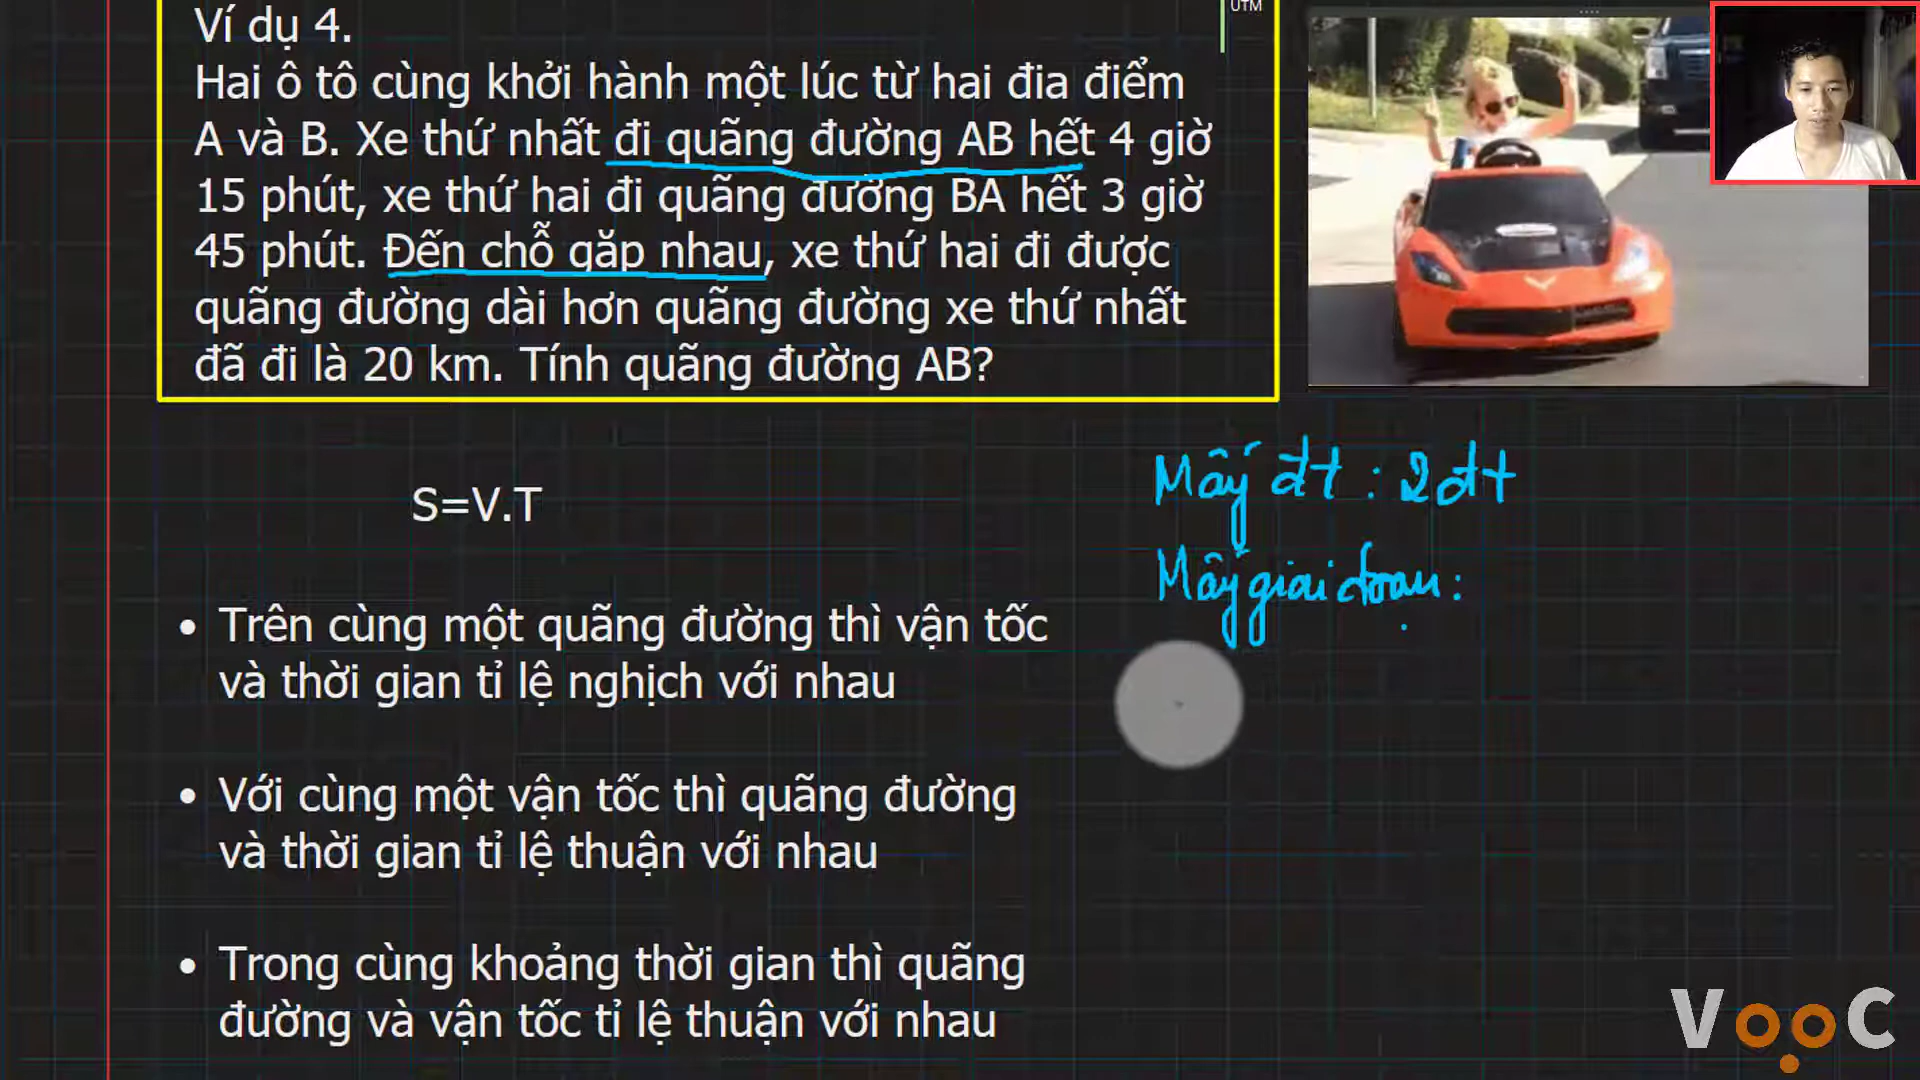 UTM
Ví dụ 4.
Hai ô tô cùng khởi hành một lúc từ hai đia điểm
A và B. Xe thứ nhất đi quãng đường AB hết 4 giờ
15 phút, xe thứ hai đi quãng đường BA hết 3 giờ
45 phút. Đến chỗ gặp nhau, xe thứ hai đi được
quãng đường dài hơn quãng đường xe thứ nhất
đã đi là 20 km. Tính quãng đường AB?
S=V.T
Mấy đt : 2đt
Mấy giai đoạn :
• Trên cùng một quãng đường thì vận tốc
và thời gian tỉ lệ nghịch với nhau
• Với cùng một vận tốc thì quãng đường
và thời gian tỉ lệ thuận với nhau
• Trong cùng khoảng thời gian thì quãng
đường và vận tốc tỉ lệ thuận với nhau
VOOC